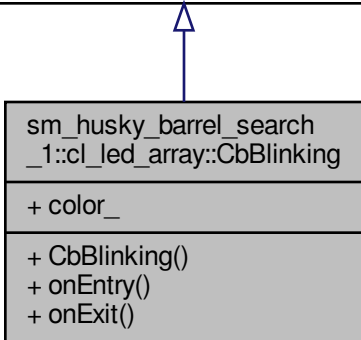 sm_husky_barrel_search
_1::cl_led_array::CbBlinking
+ color_
+ CbBlinking()
+ onEntry()
+ onExit()